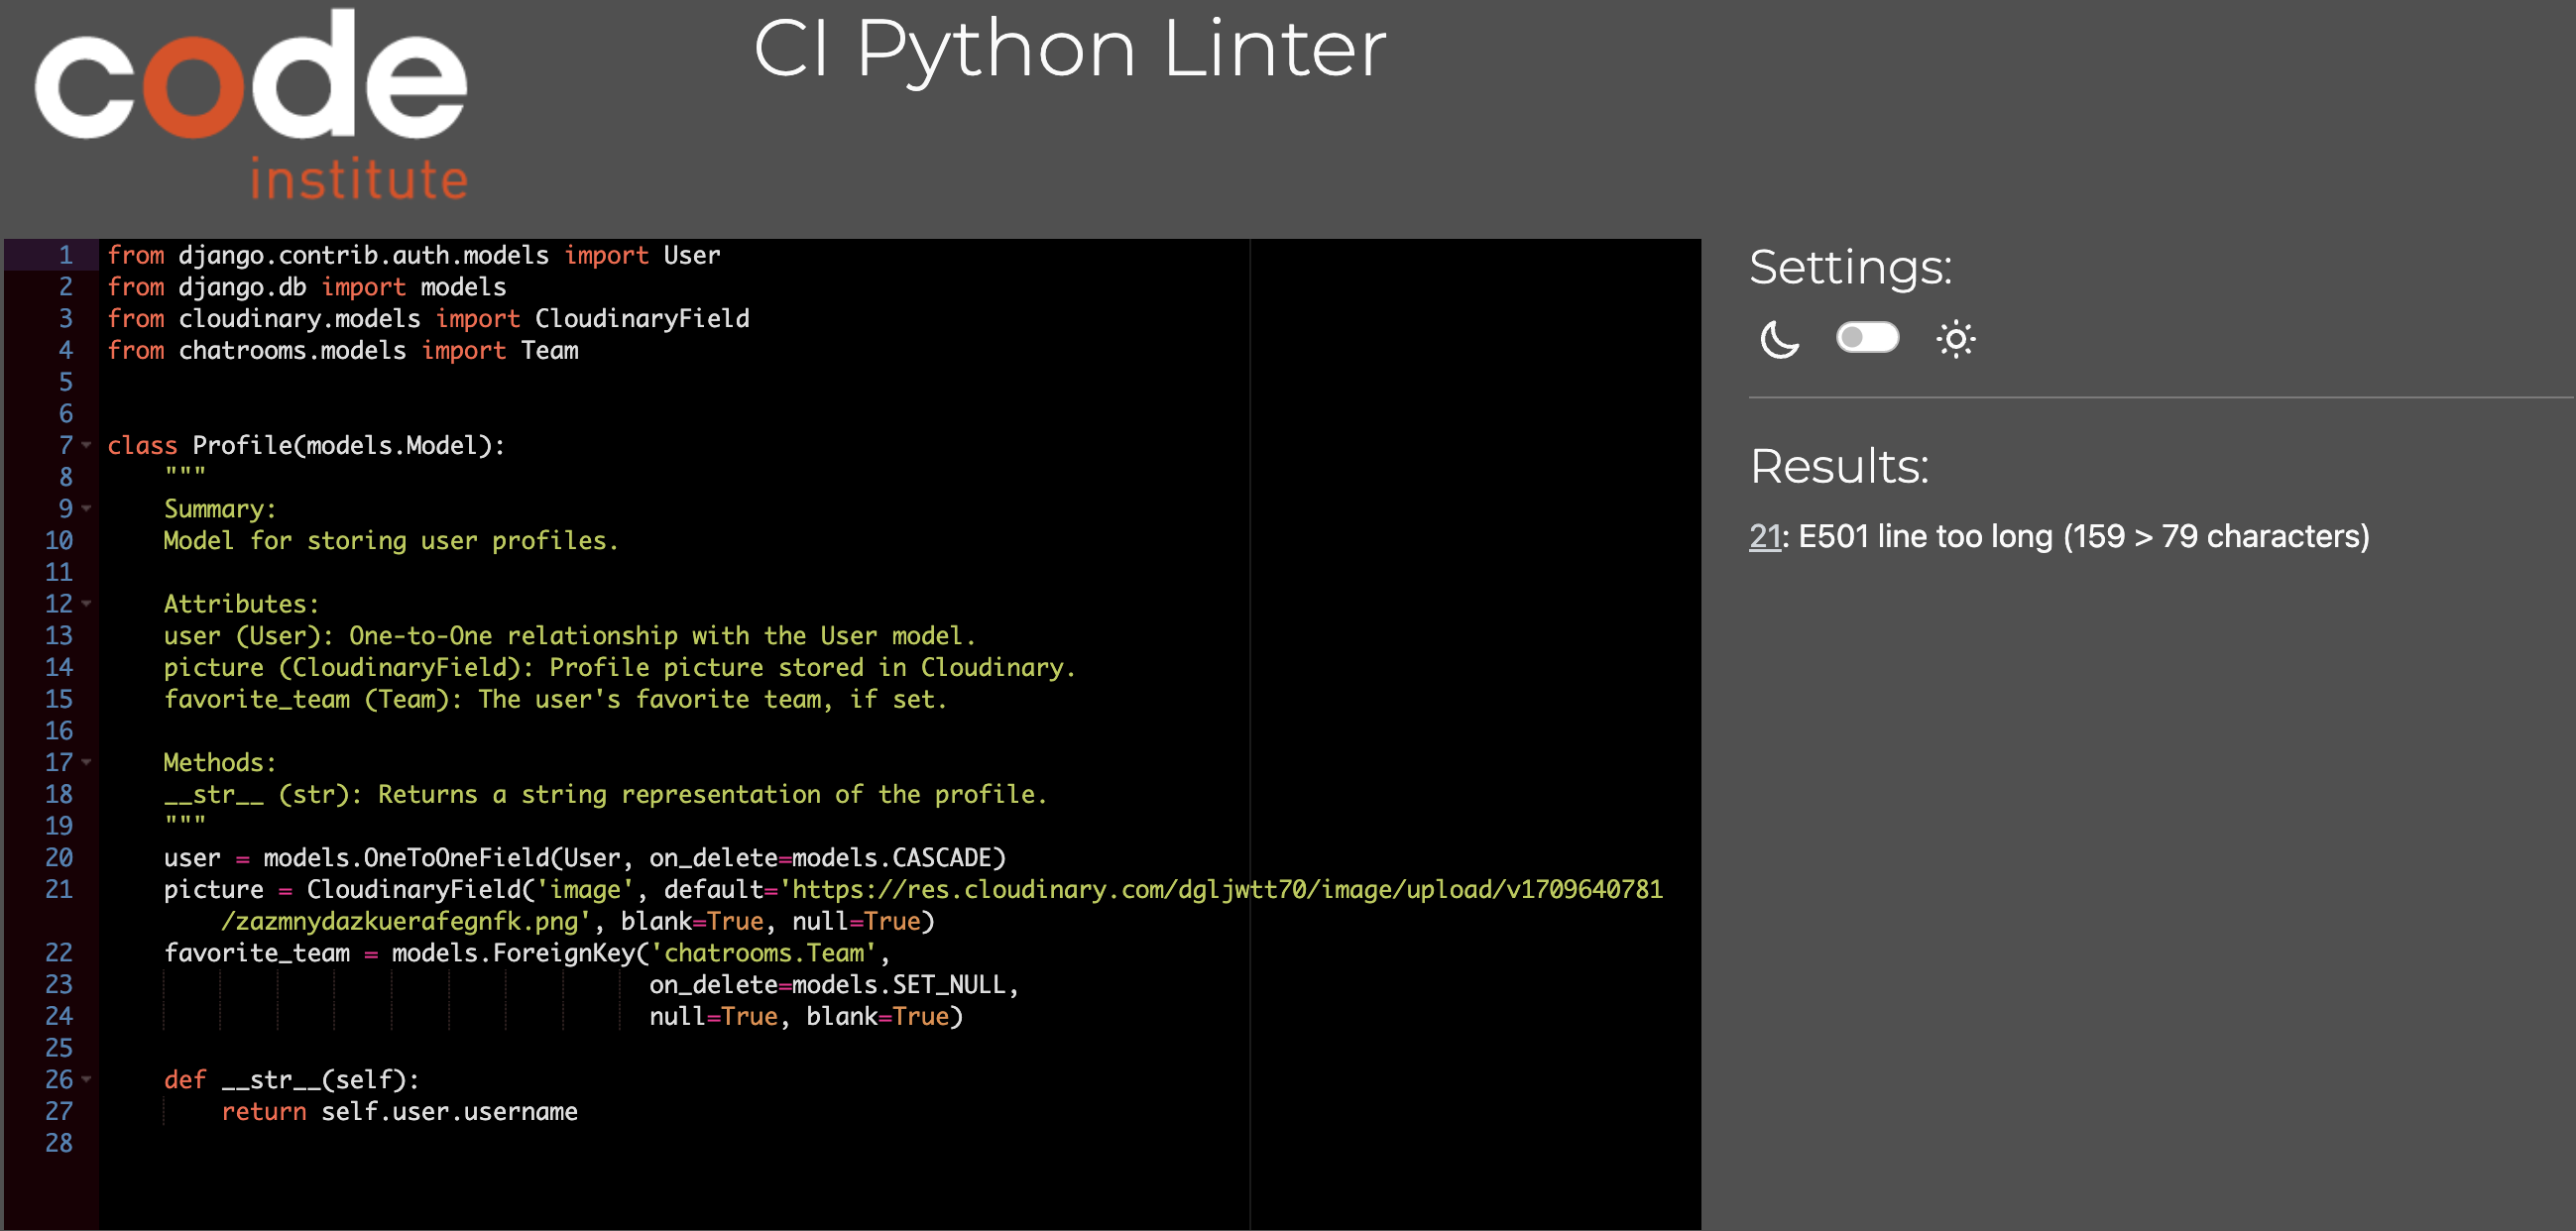 code
institute
CI Python Linter
1 from django.contrib.auth.models import User
2 from django.db import models
3 from cloudinary.models import CloudinaryField
4 from chatrooms.models import Team
5
6
7 class Profile(models.Model):
8     """
9     Summary:
10     Model for storing user profiles.
11
12     Attributes:
13     user (User): One-to-One relationship with the User model.
14     picture (CloudinaryField): Profile picture stored in Cloudinary.
15     favorite_team (Team): The user's favorite team, if set.
16
17     Methods:
18     __str__ (str): Returns a string representation of the profile.
19     """
20     user = models.OneToOneField(User, on_delete=models.CASCADE)
21     picture = CloudinaryField('image', default='https://res.cloudinary.com/dgljwtt70/image/upload/v1709640781
/zazmnydazkuerafegnfk.png', blank=True, null=True)
22     favorite_team = models.ForeignKey('chatrooms.Team',
23                                       on_delete=models.SET_NULL,
24                                       null=True, blank=True)
25
26     def __str__(self):
27         return self.user.username
28
Settings:
Results:
21: E501 line too long (159 > 79 characters)